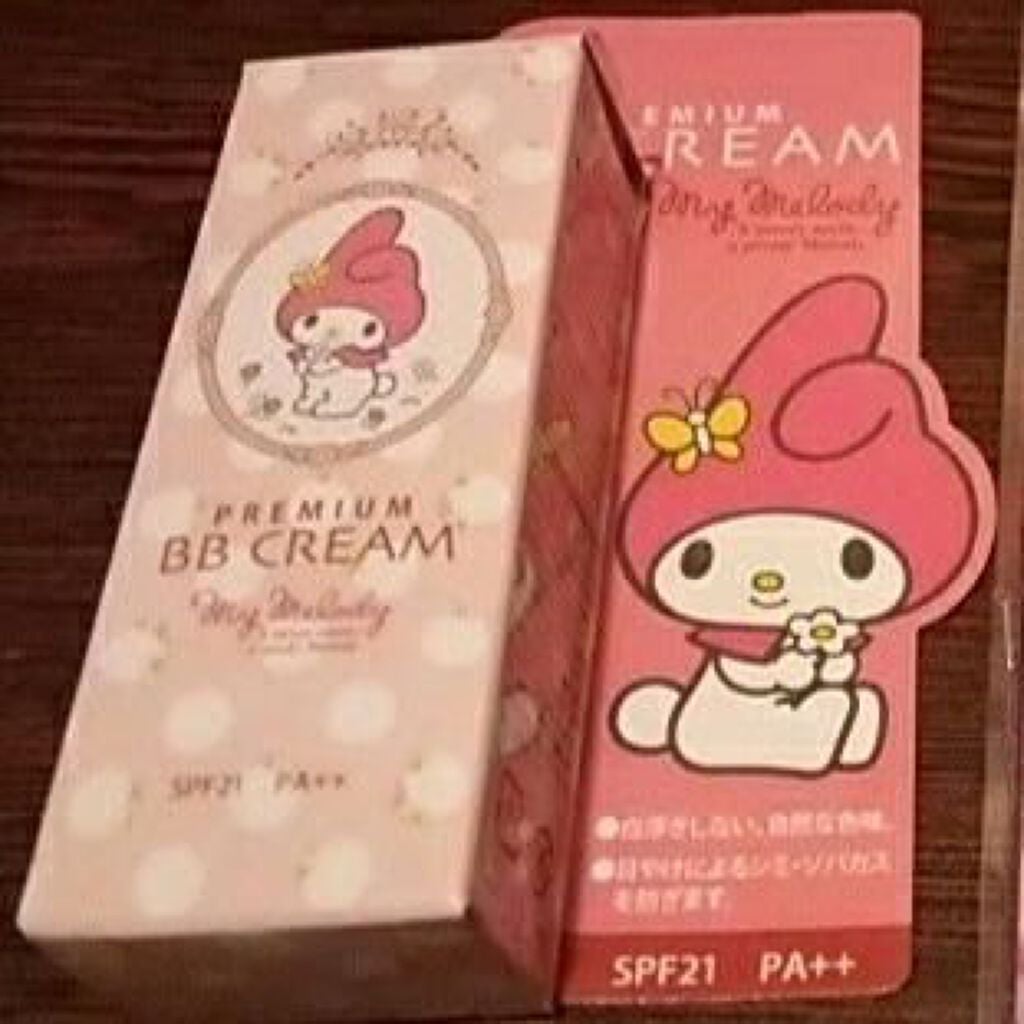 PREMIUM
BB CREAM
My Melody
SPF21 PA++
EMIUM
REAM
My Melody
●白浮きしない、自然な色味。
●日やけによるシミ・ソバカス
を防ぎます。
SPF21 PA++